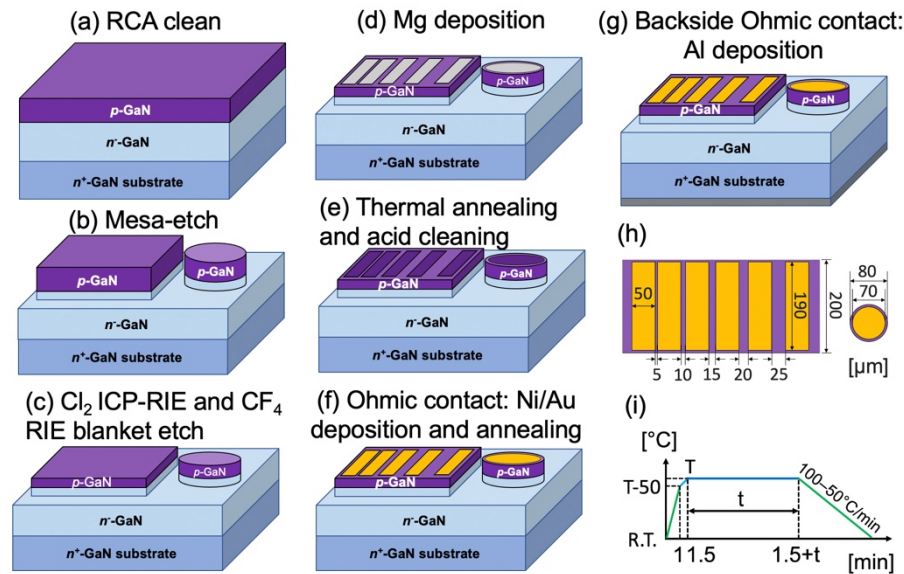 (a) RCA clean
p-GaN
n⁻-GaN
n⁺-GaN substrate
(b) Mesa-etch
p-GaN
p-GaN
n⁻-GaN
n⁺-GaN substrate
(c) Cl₂ ICP-RIE and CF₄
RIE blanket etch
p-GaN
p-GaN
n⁻-GaN
n⁺-GaN substrate
(d) Mg deposition
p-GaN
p-GaN
n⁻-GaN
n⁺-GaN substrate
(e) Thermal annealing
and acid cleaning
p-GaN
p-GaN
n⁻-GaN
n⁺-GaN substrate
(f) Ohmic contact: Ni/Au
deposition and annealing
p-GaN
p-GaN
n⁻-GaN
n⁺-GaN substrate
(g) Backside Ohmic contact:
Al deposition
p-GaN
p-GaN
n⁻-GaN
n⁺-GaN substrate
(h)
50
190
200
80
70
5 10 15 20 25
[μm]
(i)
[°C]
T
T-50
t
100–50°C/min
R.T.
1 1.5 1.5+t
[min]